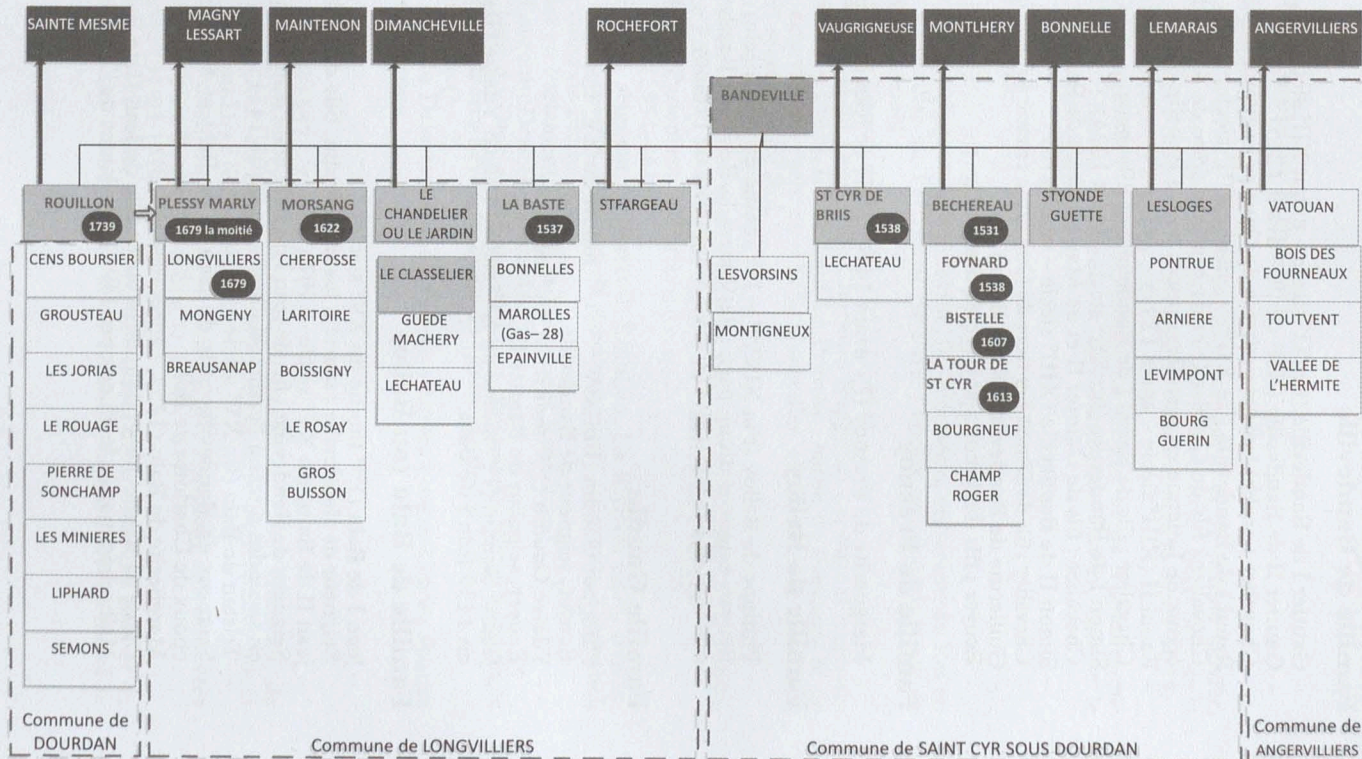 SAINTE MESME
MAGNY
LESSART
MAINTENON
DIMANCHEVILLE
ROCHEFORT
VAUGRIGNEUSE
MONTLHERY
BONNELLE
LEMARAIS
ANGERVILLIERS
BANDEVILLE
ROUILLON
1739
CENS BOURSIER
GROUSTEAU
LES JORIAS
LE ROUAGE
PIERRE DE
SONCHAMP
LES MINIERES
LIPHARD
SEMONS
Commune de
DOURDAN
PLESSY MARLY
1679 la moitié
LONGVILLIERS
1679
MONGENY
BREAUSANAP
MORSANG
1622
CHERFOSSE
LARITOIRE
BOISSIGNY
LE ROSAY
GROS
BUISSON
LE
CHANDELIER
OU LE JARDIN
LE CLASSELIER
GUEDE
MACHERY
LECHATEAU
LA BASTE
1537
BONNELLES
MAROLLES
(Gas– 28)
EPAINVILLE
STFARGEAU
Commune de LONGVILLIERS
LESVORSINS
MONTIGNEUX
ST CYR DE
BRIIS
1538
LECHATEAU
BECHEREAU
1531
FOYNARD
1538
BISTELLE
1607
LA TOUR DE
ST CYR
1613
BOURGNEUF
CHAMP
ROGER
STYONDE
GUETTE
LESLOGES
PONTRUE
ARNIERE
LEVIMPONT
BOURG
GUERIN
Commune de SAINT CYR SOUS DOURDAN
VATOUAN
BOIS DES
FOURNEAUX
TOUTVENT
VALLEE DE
L'HERMITE
Commune de
ANGERVILLIERS